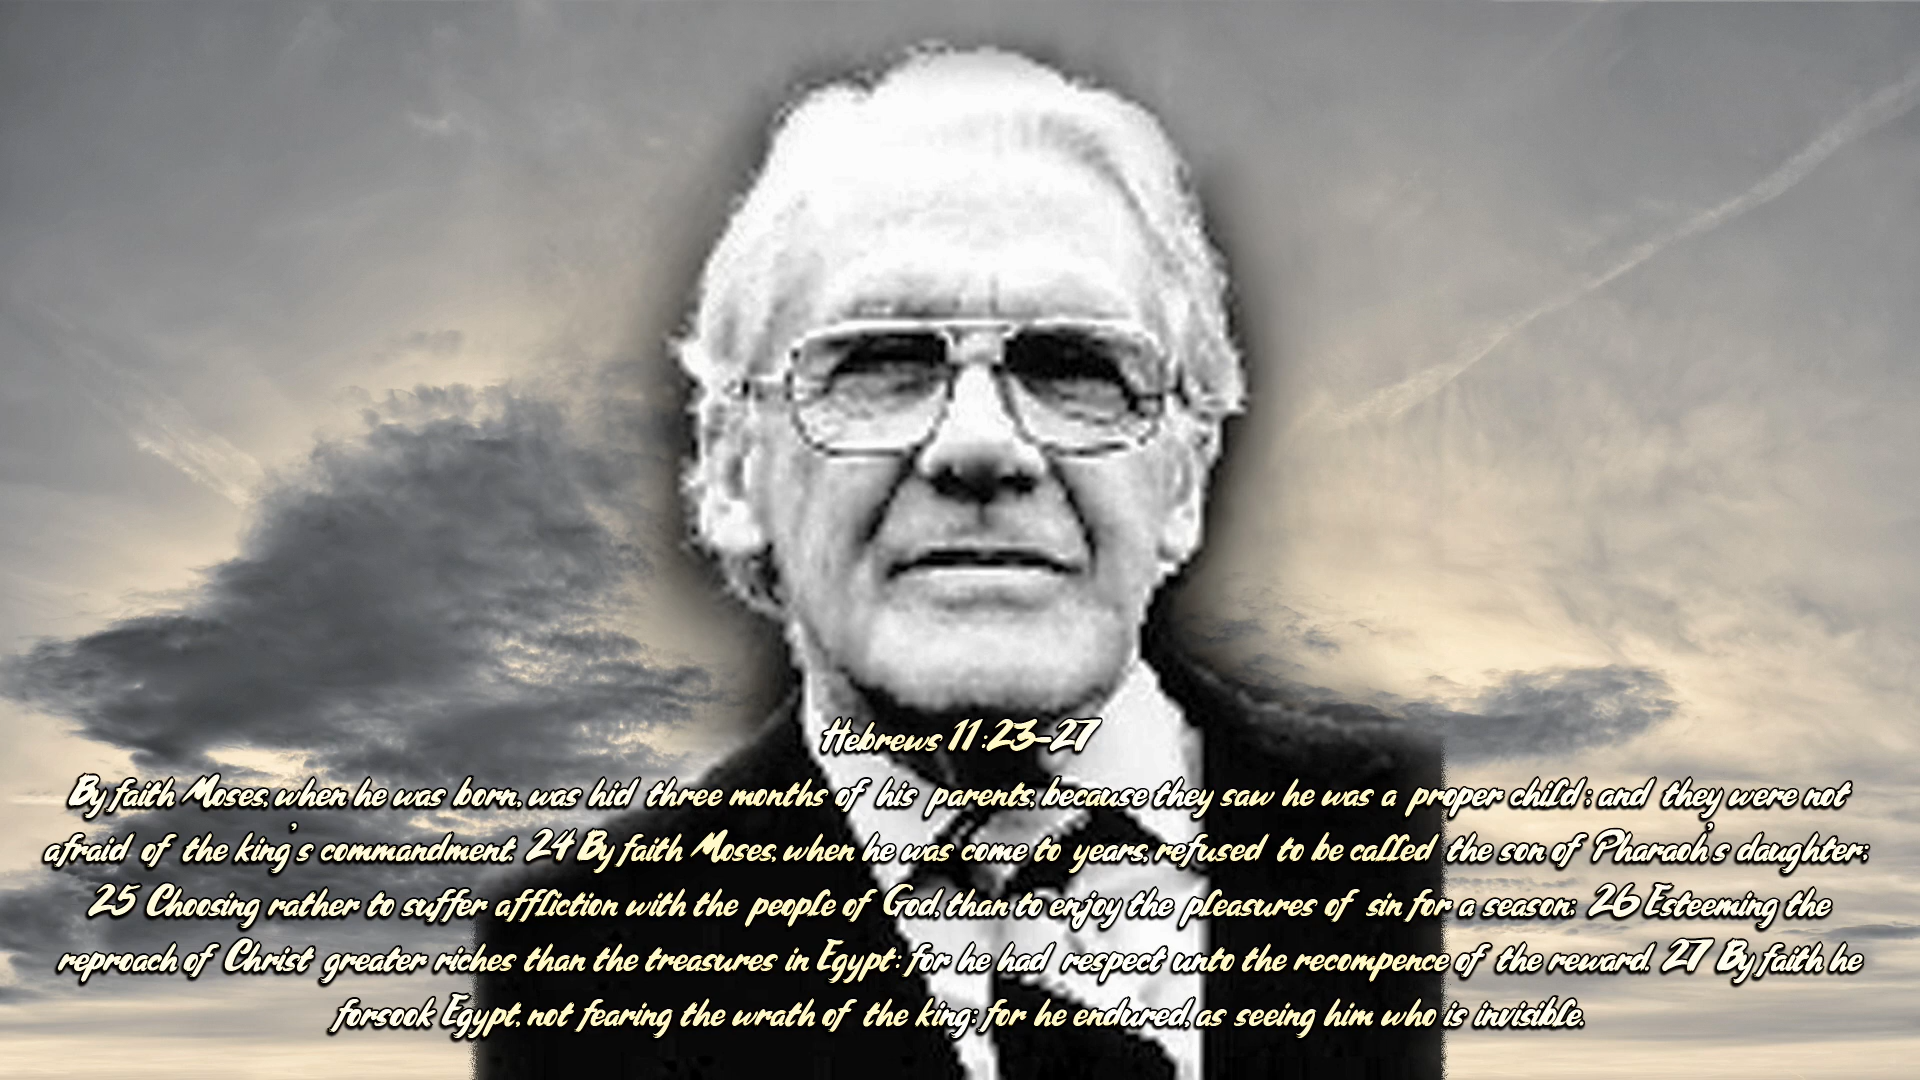 Hebrews 11:23-27
By faith Moses, when he was born, was hid three months of his parents, because they saw he was a proper child; and they were not
afraid of the king's commandment. 24 By faith Moses, when he was come to years, refused to be called the son of Pharaoh's daughter;
25 Choosing rather to suffer affliction with the people of God, than to enjoy the pleasures of sin for a season; 26 Esteeming the
reproach of Christ greater riches than the treasures in Egypt: for he had respect unto the recompence of the reward. 27 By faith he
forsook Egypt, not fearing the wrath of the king: for he endured, as seeing him who is invisible.